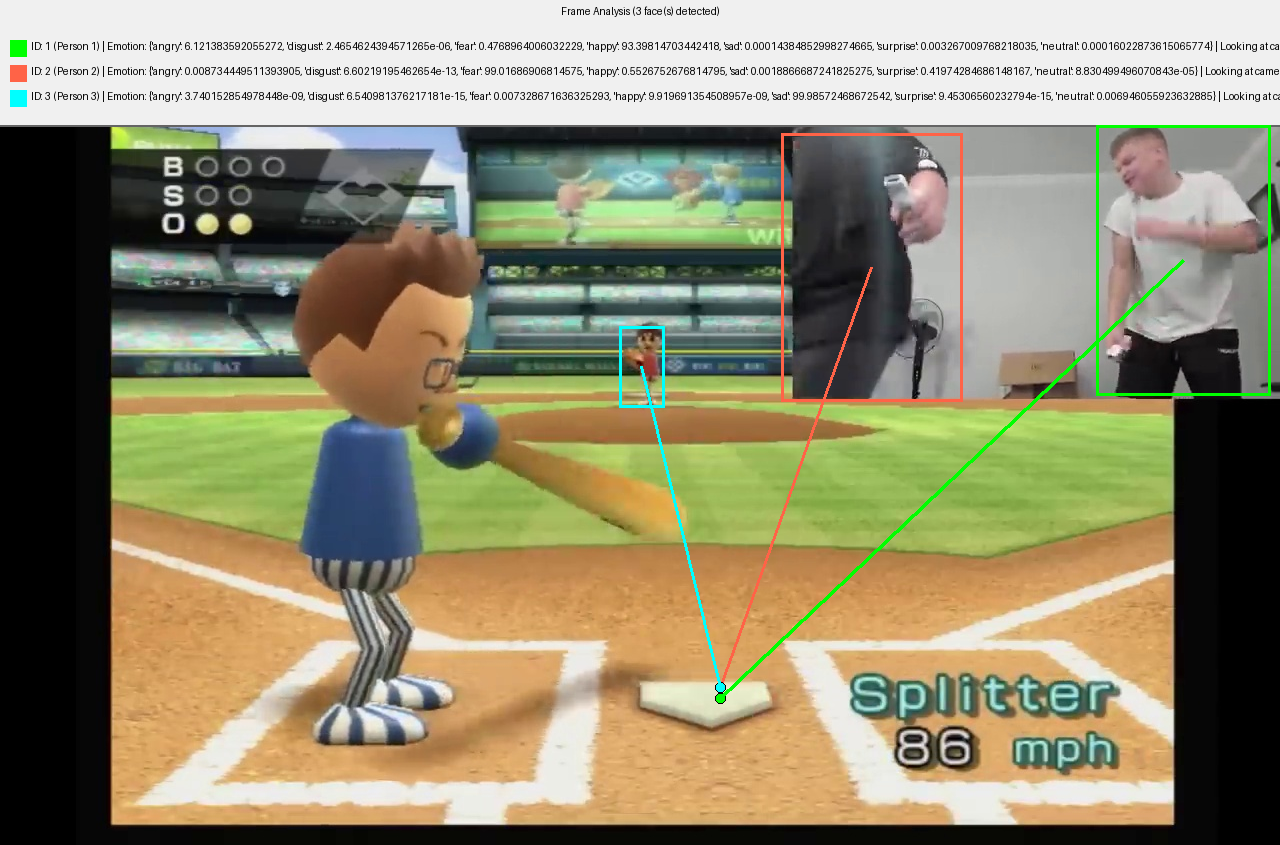 Frame Analysis (3 face(s) detected)
ID: 1 (Person 1) | Emotion: {'angry': 6.121383592055272, 'disgust': 2.4654624394571265e-06, 'fear': 0.4768964006032229, 'happy': 93.39814703442418, 'sad': 0.00014384852998274665, 'surprise': 0.003267009768218035, 'neutral': 0.00016022873615065774} | Looking at ca
ID: 2 (Person 2) | Emotion: {'angry': 0.008734449511393905, 'disgust': 6.60219195462654e-13, 'fear': 99.01686906814575, 'happy': 0.5526752676814795, 'sad': 0.0018866687241825275, 'surprise': 0.41974284686148167, 'neutral': 8.830499496070843e-05} | Looking at came
ID: 3 (Person 3) | Emotion: {'angry': 3.740152854978448e-09, 'disgust': 6.540981376217181e-15, 'fear': 0.007328671636325293, 'happy': 9.919691354508957e-09, 'sad': 99.98572468672542, 'surprise': 9.45306560232794e-15, 'neutral': 0.006946055923632885} | Looking at ca
B
S
O
BIG BAT
Splitter
86 mph